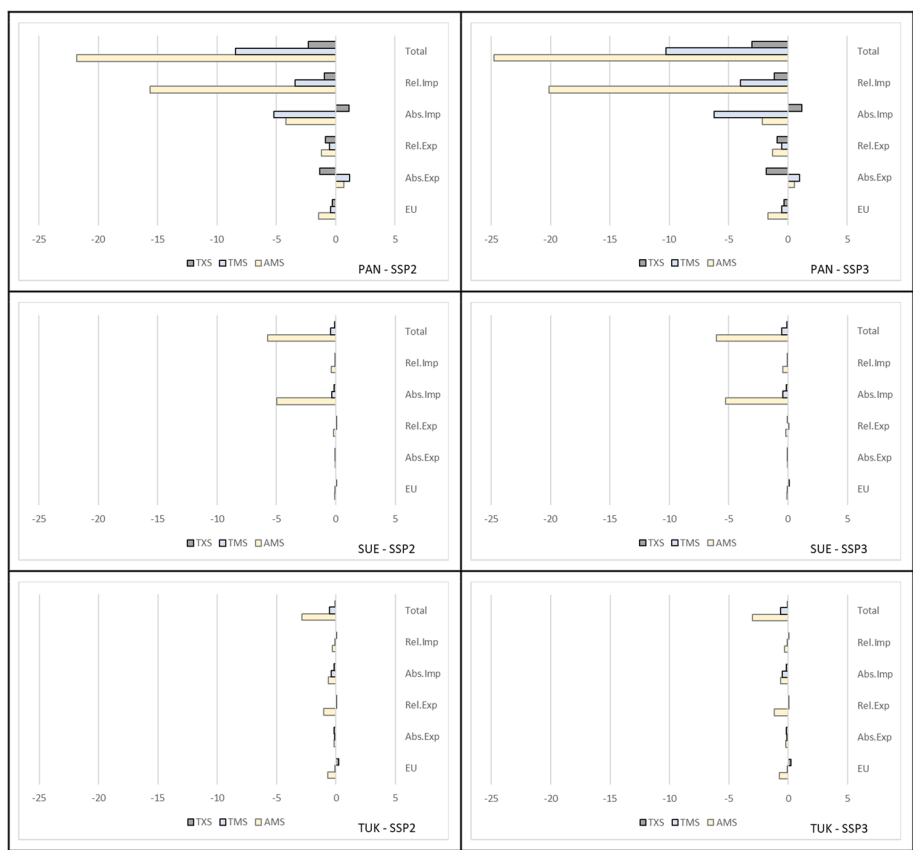 Total
Rel.Imp
Abs.Imp
Rel.Exp
Abs.Exp
EU
-25 -20 -15 -10 -5 0 5
TXS TMS AMS
PAN - SSP2
Total
Rel.Imp
Abs.Imp
Rel.Exp
Abs.Exp
EU
-25 -20 -15 -10 -5 0 5
TXS TMS AMS
PAN - SSP3
Total
Rel.Imp
Abs.Imp
Rel.Exp
Abs.Exp
EU
-25 -20 -15 -10 -5 0 5
TXS TMS AMS
SUE - SSP2
Total
Rel.Imp
Abs.Imp
Rel.Exp
Abs.Exp
EU
-25 -20 -15 -10 -5 0 5
TXS TMS AMS
SUE - SSP3
Total
Rel.Imp
Abs.Imp
Rel.Exp
Abs.Exp
EU
-25 -20 -15 -10 -5 0 5
TXS TMS AMS
TUK - SSP2
Total
Rel.Imp
Abs.Imp
Rel.Exp
Abs.Exp
EU
-25 -20 -15 -10 -5 0 5
TXS TMS AMS
TUK - SSP3